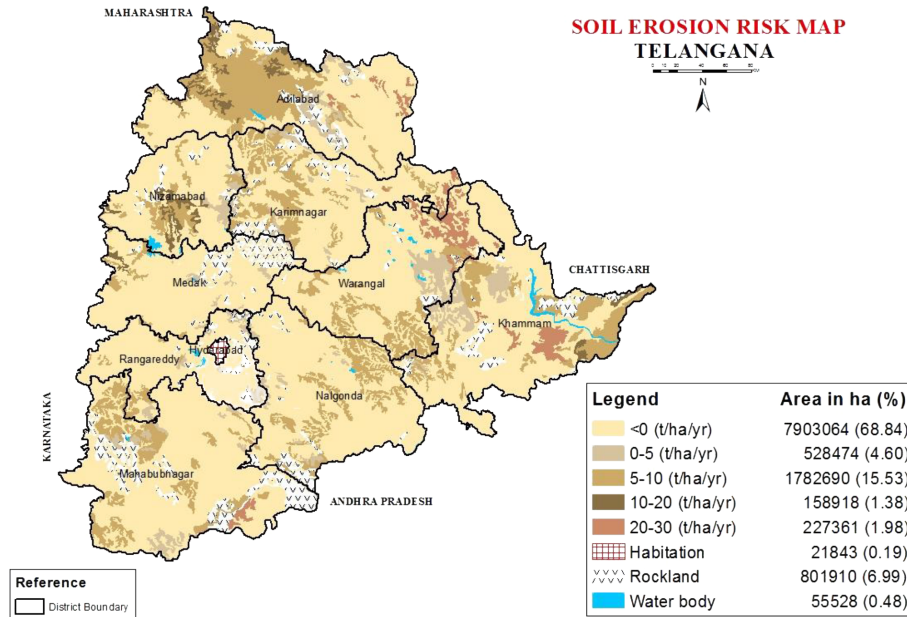 MAHARASHTRA
SOIL EROSION RISK MAP
TELANGANA
N
Adilabad
Nizamabad
Karimnagar
CHATTISGARH
Medak
Warangal
Khammam
Hyderabad
Rangareddy
Nalgonda
KARNATAKA
Mahabubnagar
ANDHRA PRADESH
Legend Area in ha (%)
<0 (t/ha/yr) 7903064 (68.84)
0-5 (t/ha/yr) 528474 (4.60)
5-10 (t/ha/yr) 1782690 (15.53)
10-20 (t/ha/yr) 158918 (1.38)
20-30 (t/ha/yr) 227361 (1.98)
Habitation 21843 (0.19)
Rockland 801910 (6.99)
Water body 55528 (0.48)
Reference
District Boundary